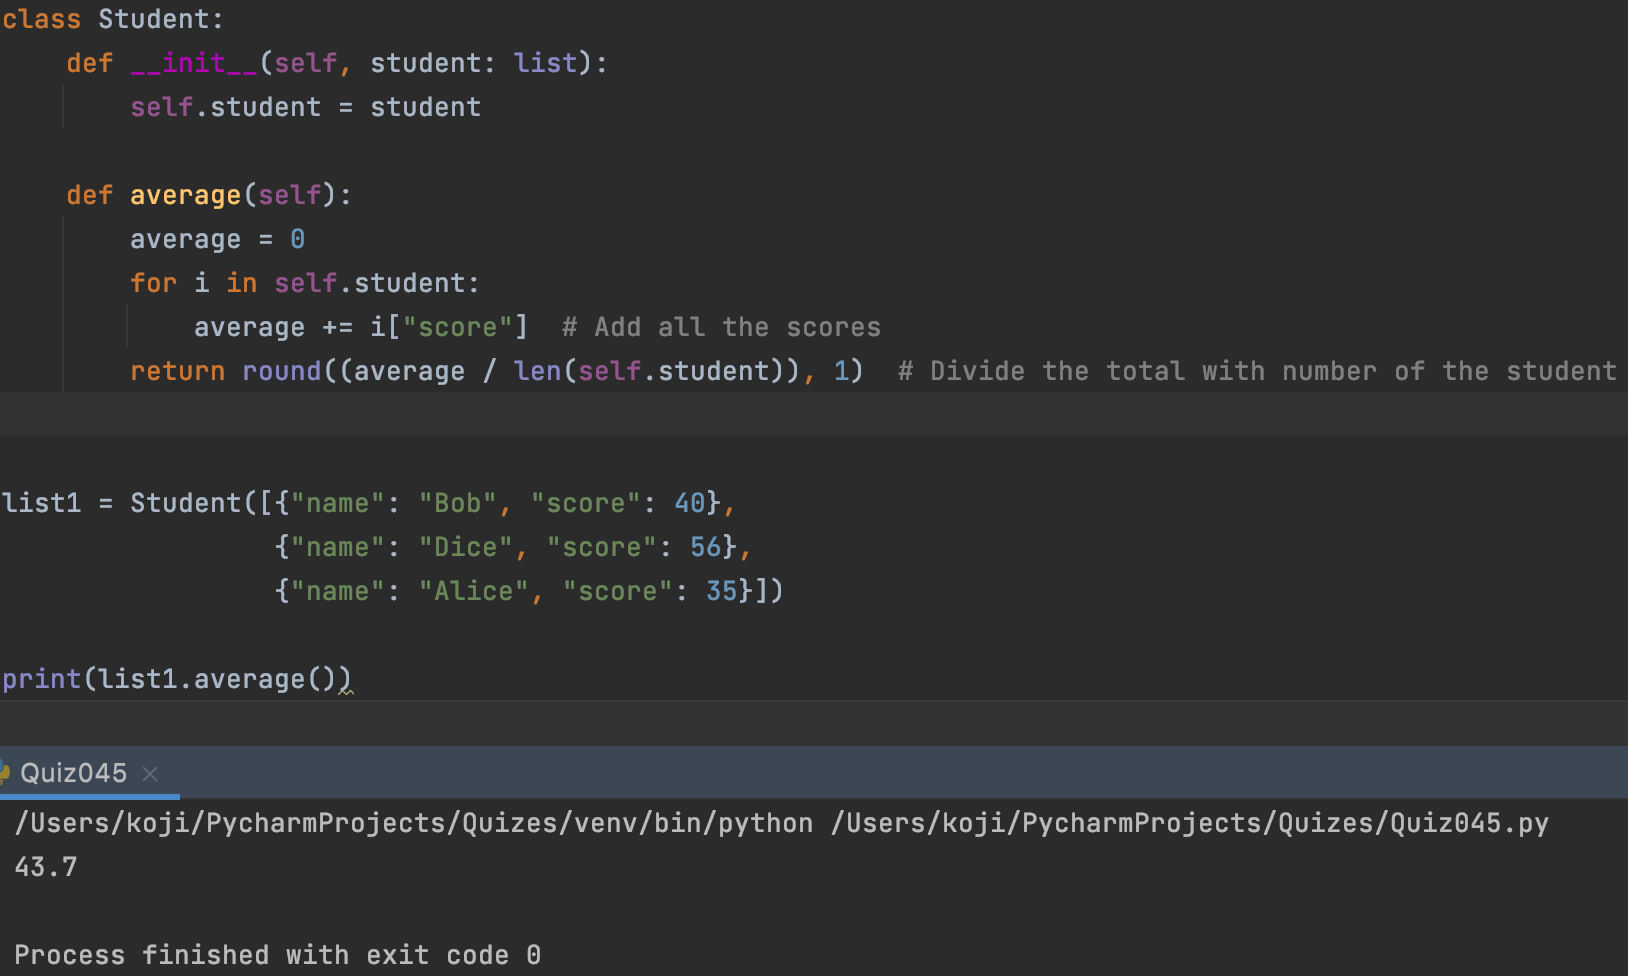 class Student:
    def __init__(self, student: list):
        self.student = student

    def average(self):
        average = 0
        for i in self.student:
            average += i["score"]  # Add all the scores
        return round((average / len(self.student)), 1)  # Divide the total with number of the student

list1 = Student([{"name": "Bob", "score": 40},
                 {"name": "Dice", "score": 56},
                 {"name": "Alice", "score": 35}])

print(list1.average())
Quiz045
/Users/koji/PycharmProjects/Quizes/venv/bin/python /Users/koji/PycharmProjects/Quizes/Quiz045.py
43.7

Process finished with exit code 0